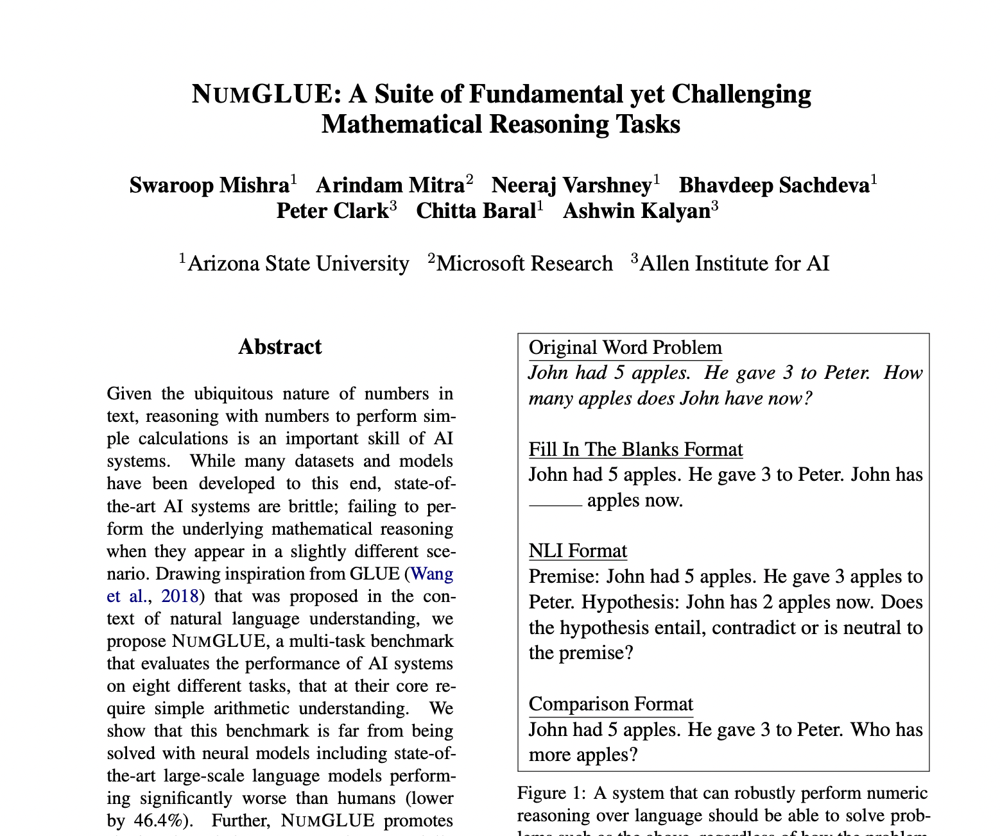 NUMGLUE: A Suite of Fundamental yet Challenging
Mathematical Reasoning Tasks
Swaroop Mishra1 Arindam Mitra2 Neeraj Varshney1 Bhavdeep Sachdeva1
Peter Clark3 Chitta Baral1 Ashwin Kalyan3
1Arizona State University 2Microsoft Research 3Allen Institute for AI
Abstract
Given the ubiquitous nature of numbers in
text, reasoning with numbers to perform sim-
ple calculations is an important skill of AI
systems. While many datasets and models
have been developed to this end, state-of-
the-art AI systems are brittle; failing to per-
form the underlying mathematical reasoning
when they appear in a slightly different sce-
nario. Drawing inspiration from GLUE (Wang
et al., 2018) that was proposed in the con-
text of natural language understanding, we
propose NUMGLUE, a multi-task benchmark
that evaluates the performance of AI systems
on eight different tasks, that at their core re-
quire simple arithmetic understanding. We
show that this benchmark is far from being
solved with neural models including state-of-
the-art large-scale language models perform-
ing significantly worse than humans (lower
by 46.4%). Further, NUMGLUE promotes
Original Word Problem
John had 5 apples. He gave 3 to Peter. How
many apples does John have now?
Fill In The Blanks Format
John had 5 apples. He gave 3 to Peter. John has
_____ apples now.
NLI Format
Premise: John had 5 apples. He gave 3 apples to
Peter. Hypothesis: John has 2 apples now. Does
the hypothesis entail, contradict or is neutral to
the premise?
Comparison Format
John had 5 apples. He gave 3 to Peter. Who has
more apples?
Figure 1: A system that can robustly perform numeric
reasoning over language should be able to solve prob-
lems such as the above, regardless of how the problem